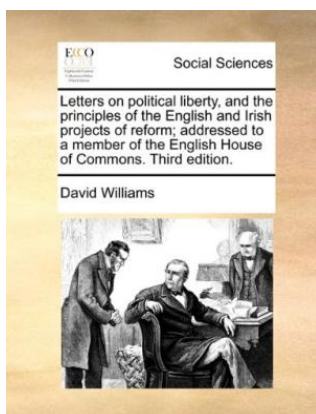 ECCO
Social Sciences
Letters on political liberty, and the
principles of the English and Irish
projects of reform; addressed to
a member of the English House
of Commons. Third edition.
David Williams